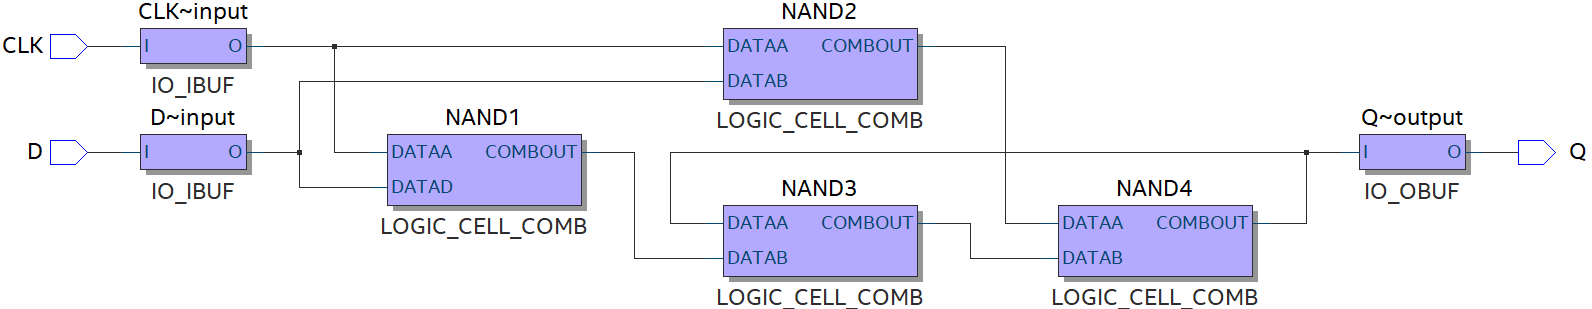 CLK
CLK~input
I O
IO_IBUF
D
D~input
I O
IO_IBUF
NAND1
DATAA COMBOUT
DATAD
LOGIC_CELL_COMB
NAND2
DATAA COMBOUT
DATAB
LOGIC_CELL_COMB
NAND3
DATAA COMBOUT
DATAB
LOGIC_CELL_COMB
NAND4
DATAA COMBOUT
DATAB
LOGIC_CELL_COMB
Q~output
I O
IO_OBUF
Q